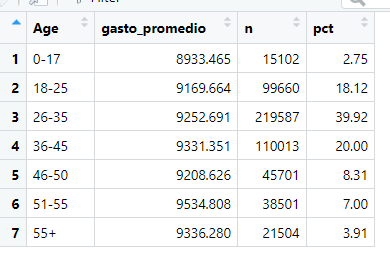 Age gasto_promedio n pct
1 0-17 8933.465 15102 2.75
2 18-25 9169.664 99660 18.12
3 26-35 9252.691 219587 39.92
4 36-45 9331.351 110013 20.00
5 46-50 9208.626 45701 8.31
6 51-55 9534.808 38501 7.00
7 55+ 9336.280 21504 3.91